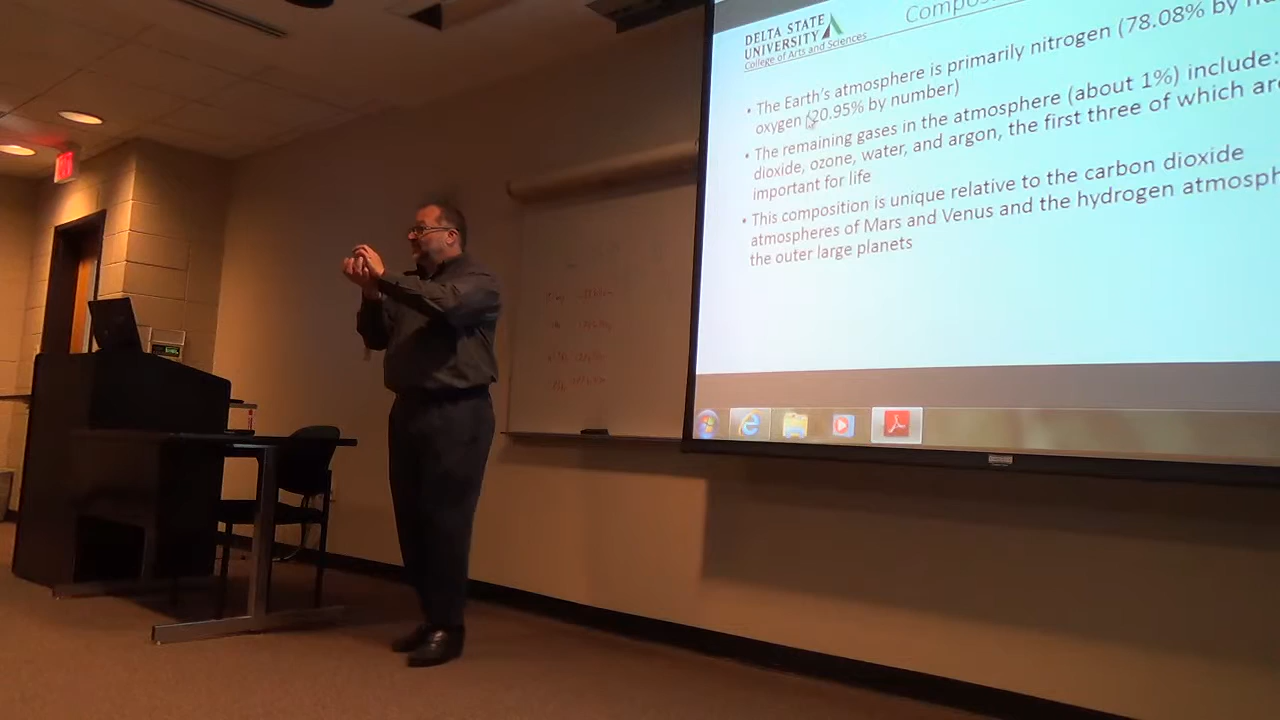 DELTA STATE
UNIVERSITY
College of Arts and Sciences
• The Earth's atmosphere is primarily nitrogen (78.08% by
oxygen (20.95% by number)
• The remaining gases in the atmosphere (about 1%) include:
dioxide, ozone, water, and argon, the first three of which are
important for life
• This composition is unique relative to the carbon dioxide
atmospheres of Mars and Venus and the hydrogen
the outer large planets